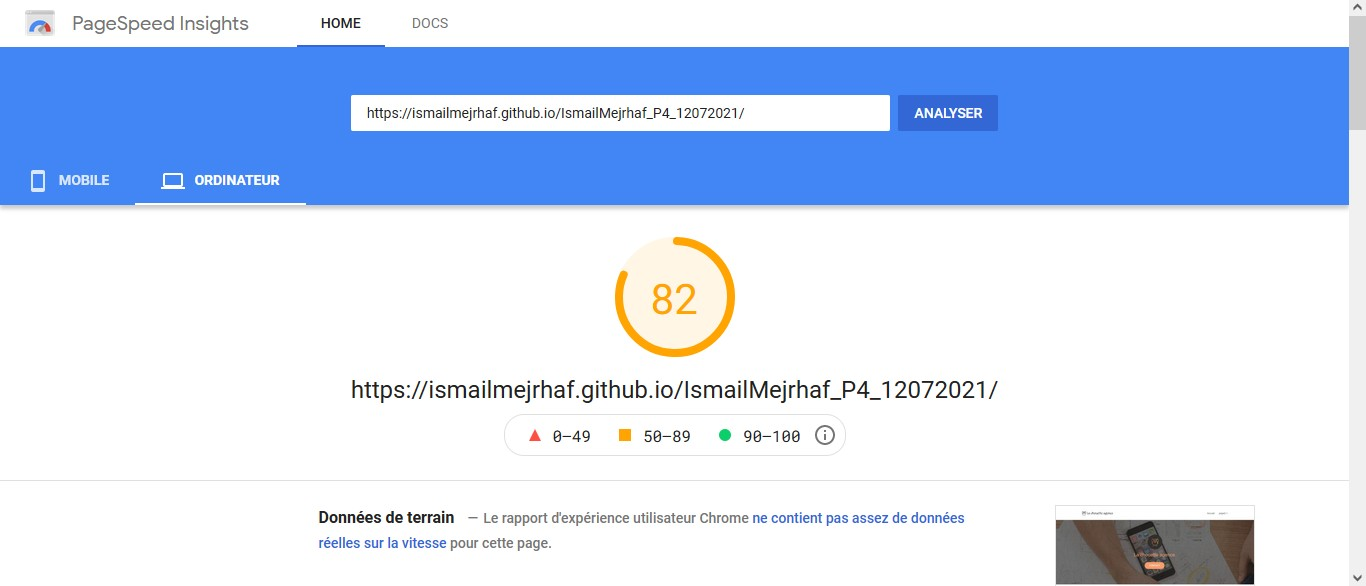 PageSpeed Insights
HOME
DOCS
https://ismailmejrhaf.github.io/IsmailMejrhaf_P4_12072021/
ANALYSER
MOBILE
ORDINATEUR
82
https://ismailmejrhaf.github.io/IsmailMejrhaf_P4_12072021/
0–49
50–89
90–100
Données de terrain — Le rapport d'expérience utilisateur Chrome ne contient pas assez de données
réelles sur la vitesse pour cette page.